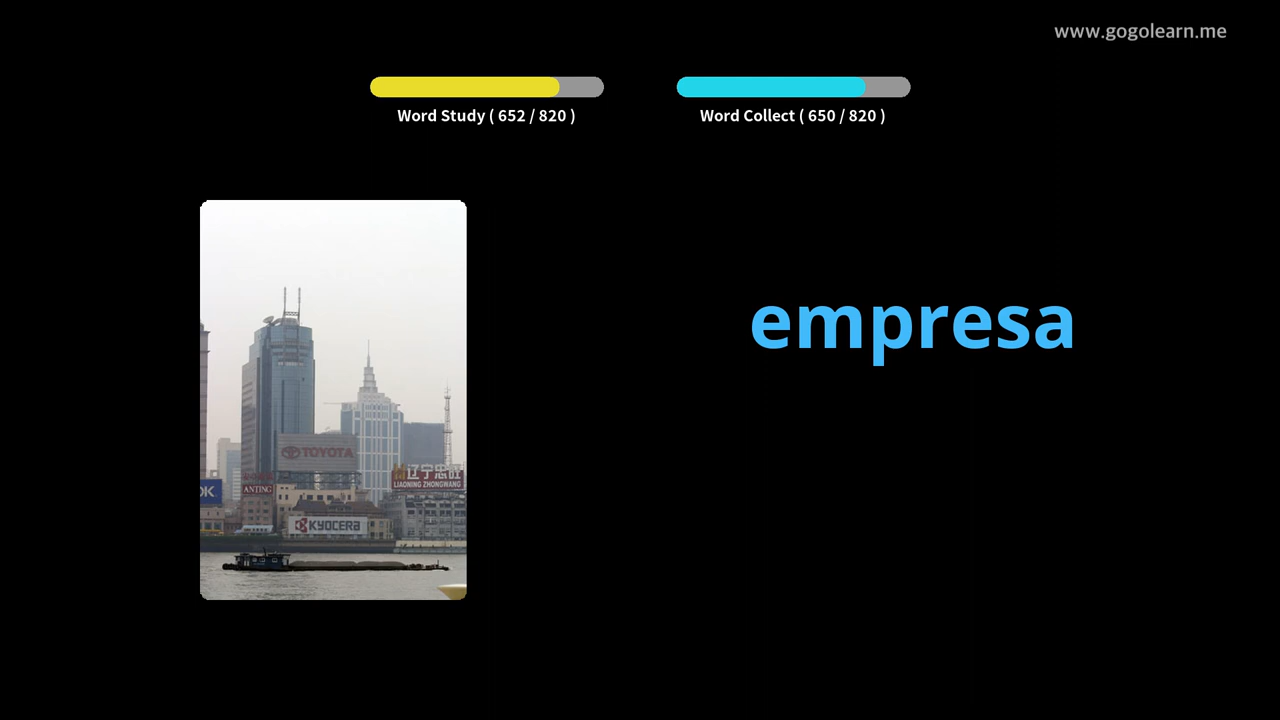 www.gogolearn.me
Word Study ( 652 / 820 )
Word Collect ( 650 / 820 )
empresa
TOYOTA
OK
ANTING
辽宁忠旺
LIAONING ZHONGWANG
KYOCERA